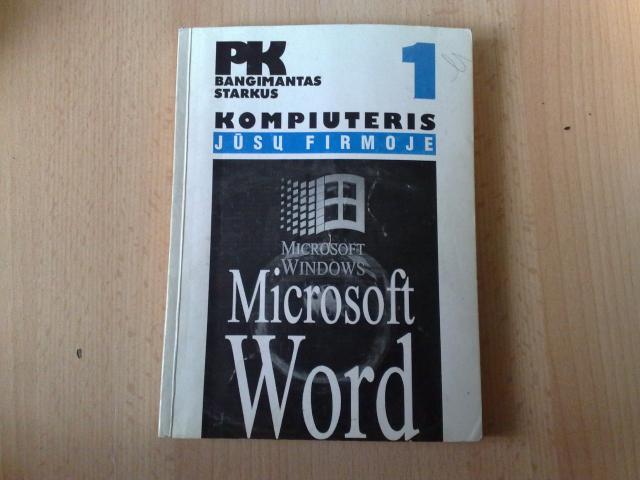 PK
1
BANGIMANTAS
STARKUS
KOMPIUTERIS
JŪSŲ FIRMOJE
MICROSOFT
WINDOWS
Microsoft
Word